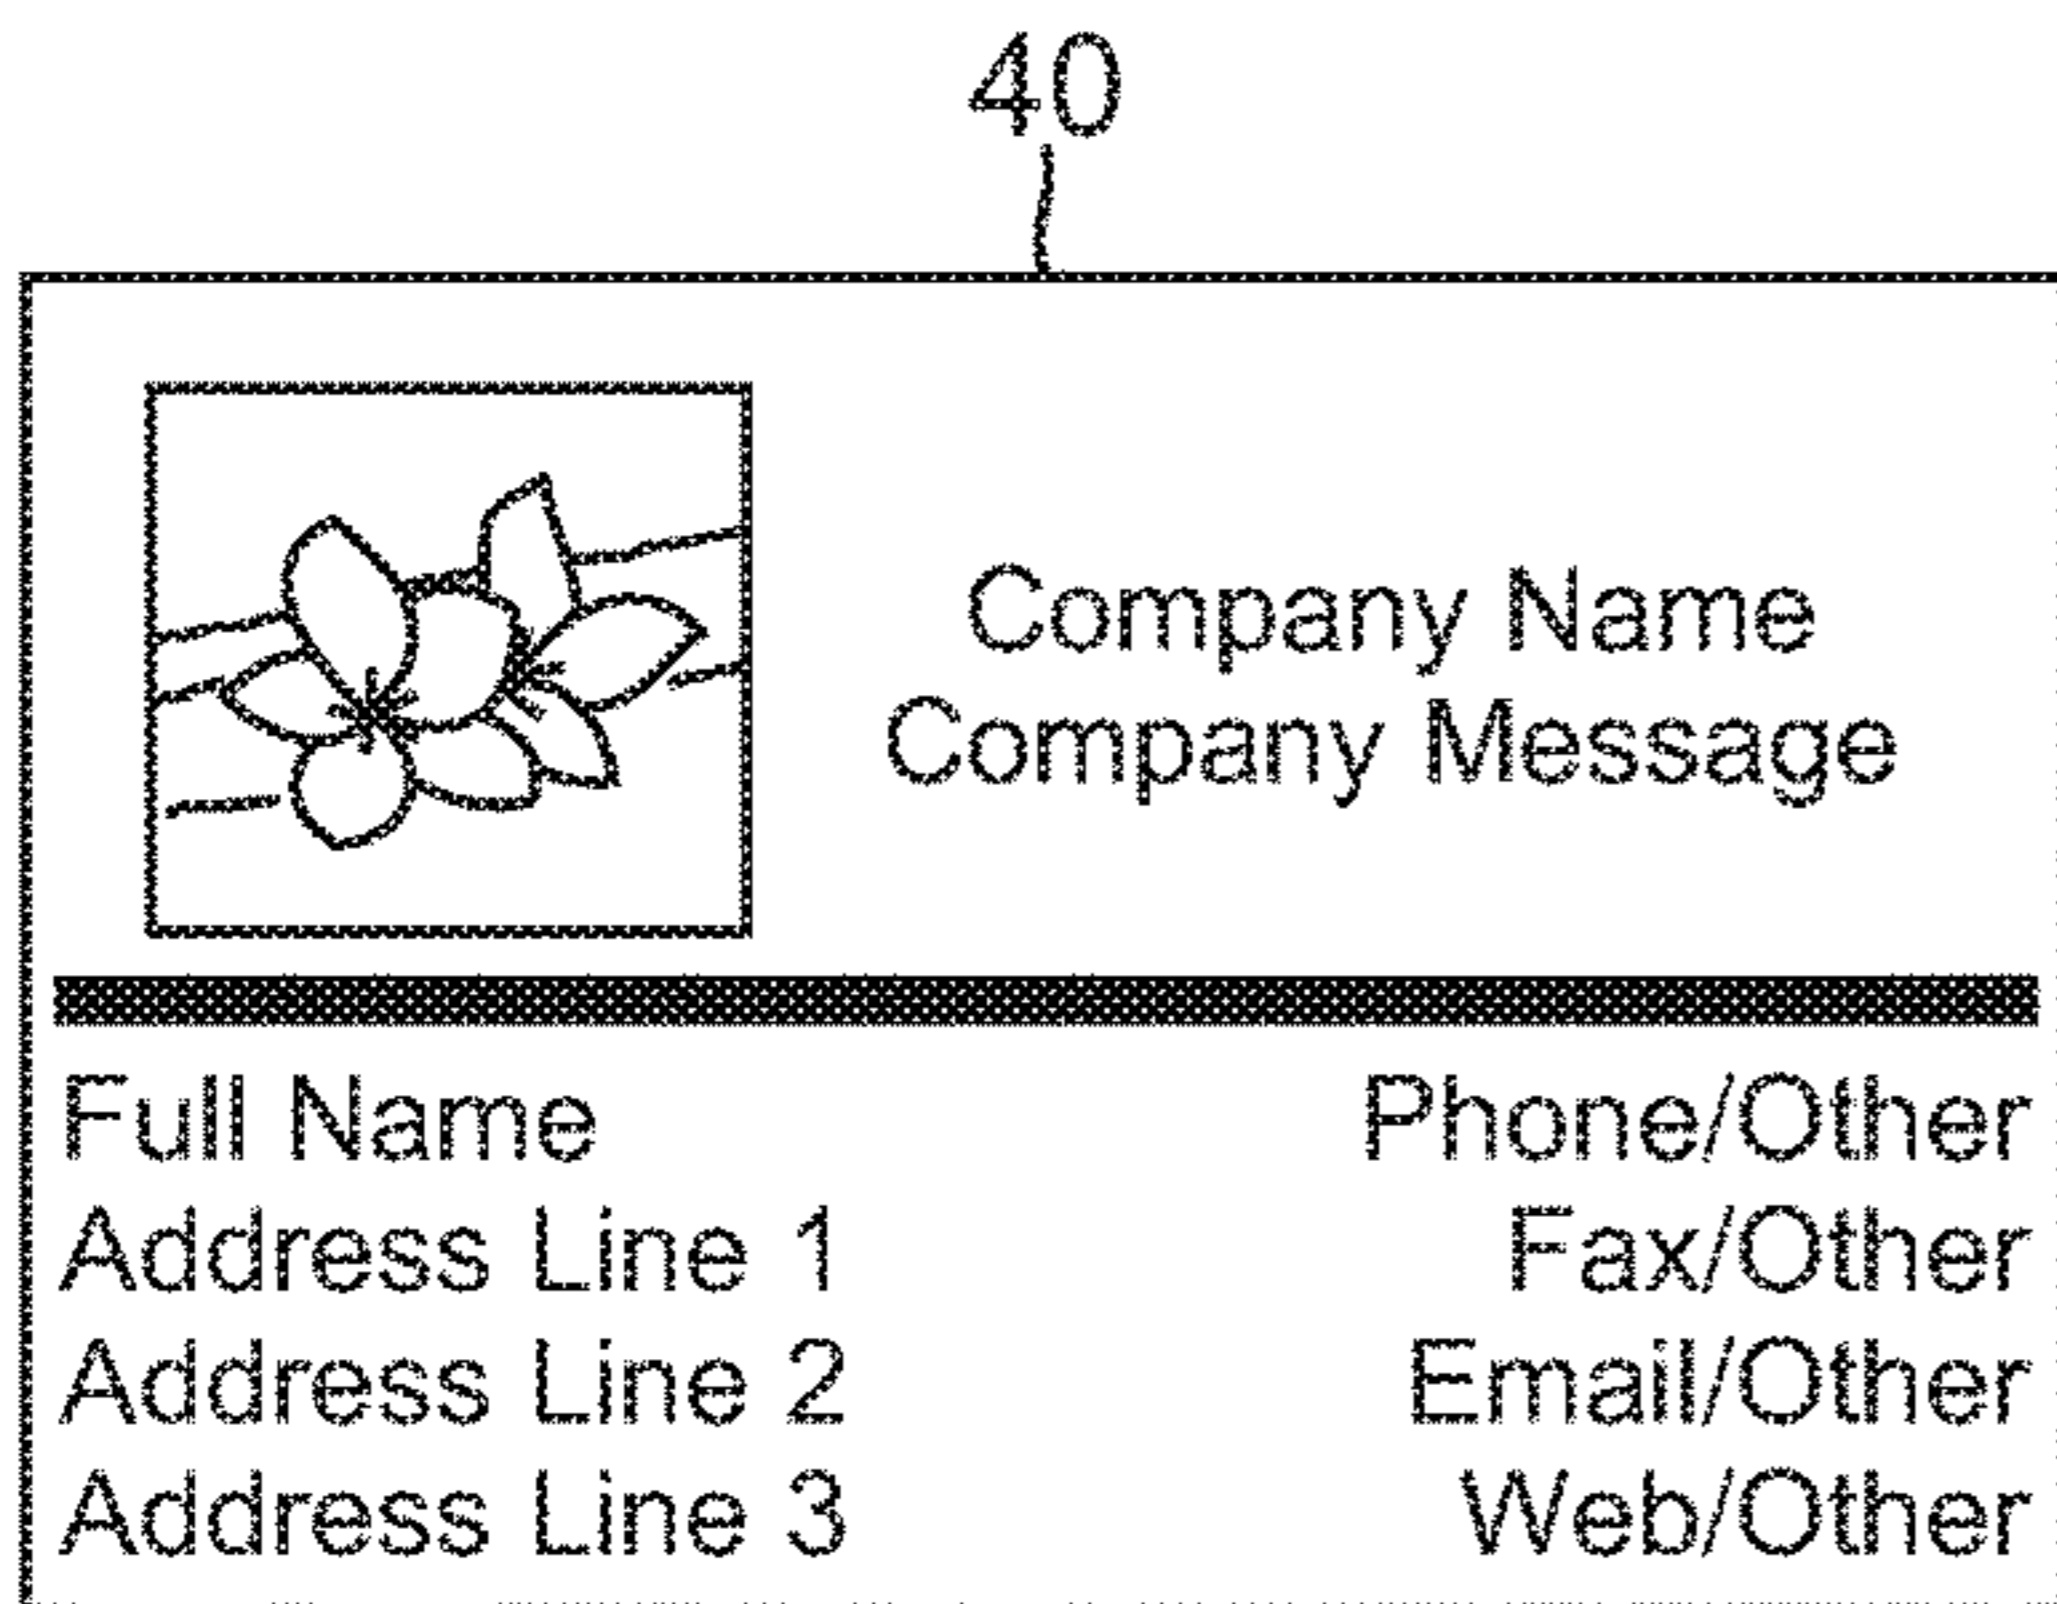 40
Company Name
Company Message
Full Name
Phone/Other
Address Line 1
Fax/Other
Address Line 2
Email/Other
Address Line 3
Web/Other